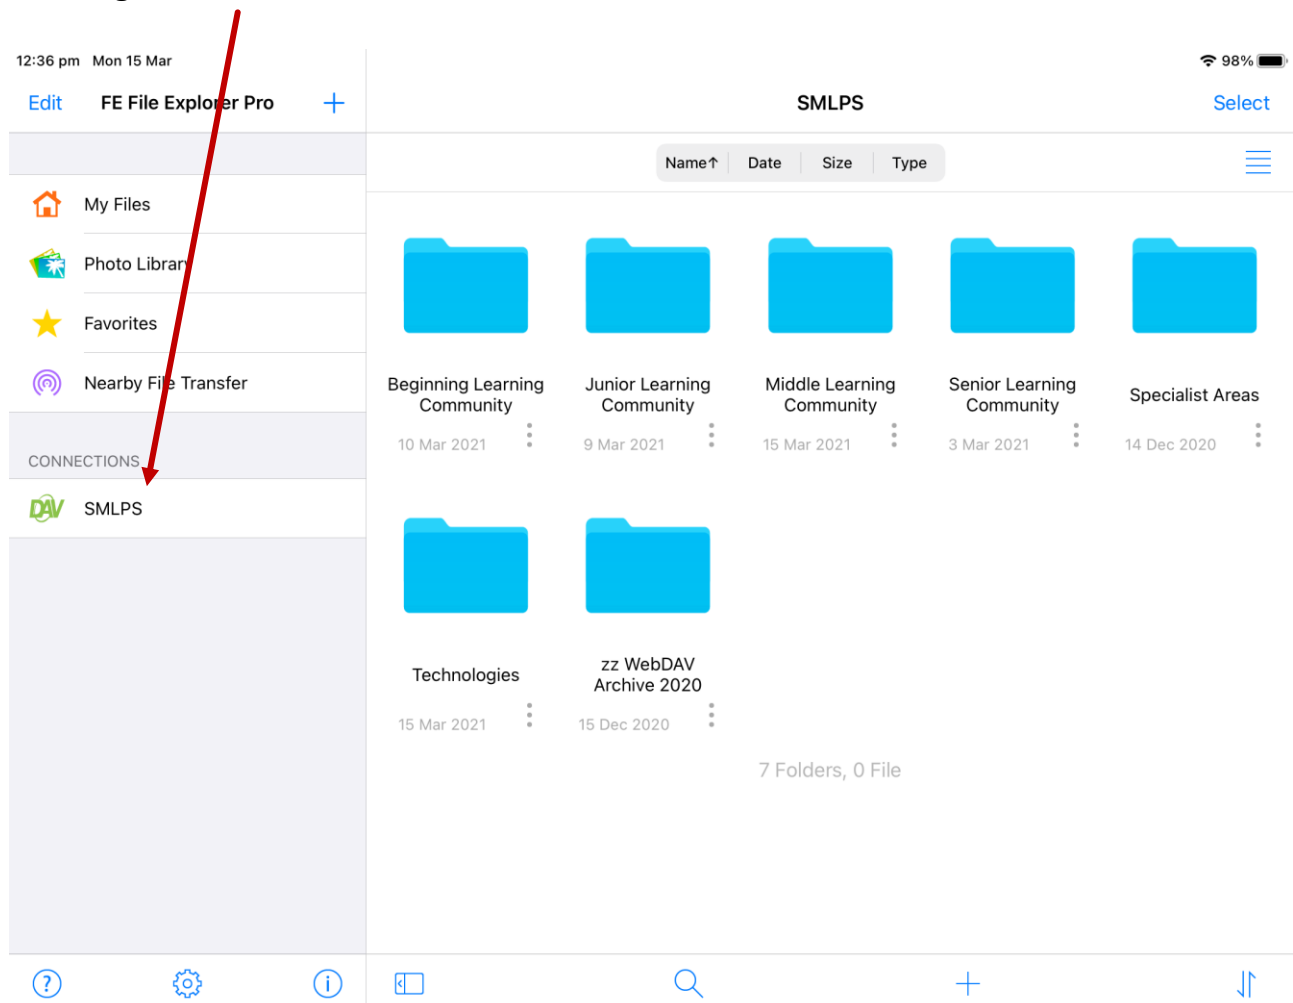 12:36 pm Mon 15 Mar
98%
Edit FE File Explorer Pro
SMLPS
Select
Name↑ Date Size Type
My Files
Photo Library
Favorites
Nearby File Transfer
CONNECTIONS
DAV SMLPS
Beginning Learning
Community
10 Mar 2021
Junior Learning
Community
9 Mar 2021
Middle Learning
Community
15 Mar 2021
Senior Learning
Community
3 Mar 2021
Specialist Areas
14 Dec 2020
Technologies
15 Mar 2021
zz WebDAV
Archive 2020
15 Dec 2020
7 Folders, 0 File